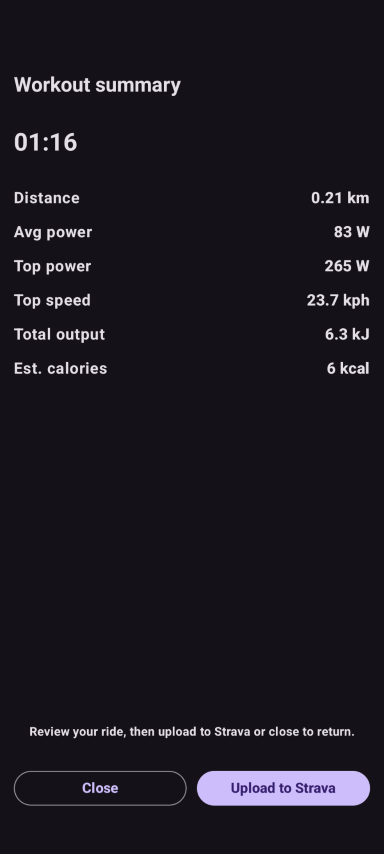 Workout summary
01:16
Distance 0.21 km
Avg power 83 W
Top power 265 W
Top speed 23.7 kph
Total output 6.3 kJ
Est. calories 6 kcal
Review your ride, then upload to Strava or close to return.
Close Upload to Strava